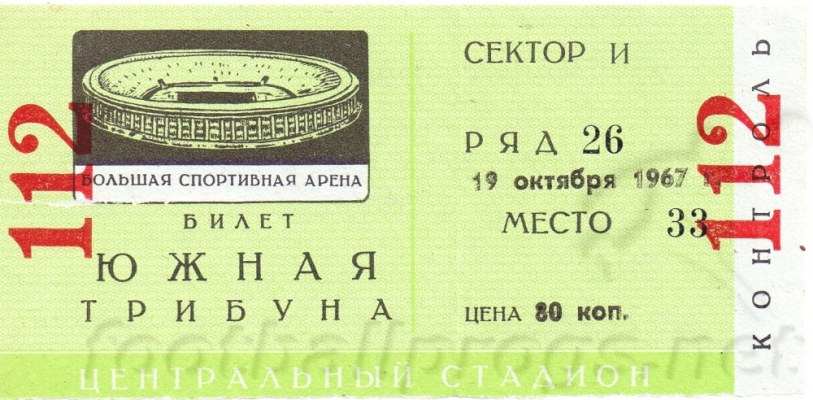 112
БОЛЬШАЯ СПОРТИВНАЯ АРЕНА
БИЛЕТ
ЮЖНАЯ
ТРИБУНА
СЕКТОР И
РЯД 26
19 октября 1967 г.
МЕСТО 33
ЦЕНА 80 коп.
112
КОНТРОЛЬ
ЦЕНТРАЛЬНЫЙ СТАДИОН
footballprogs.net